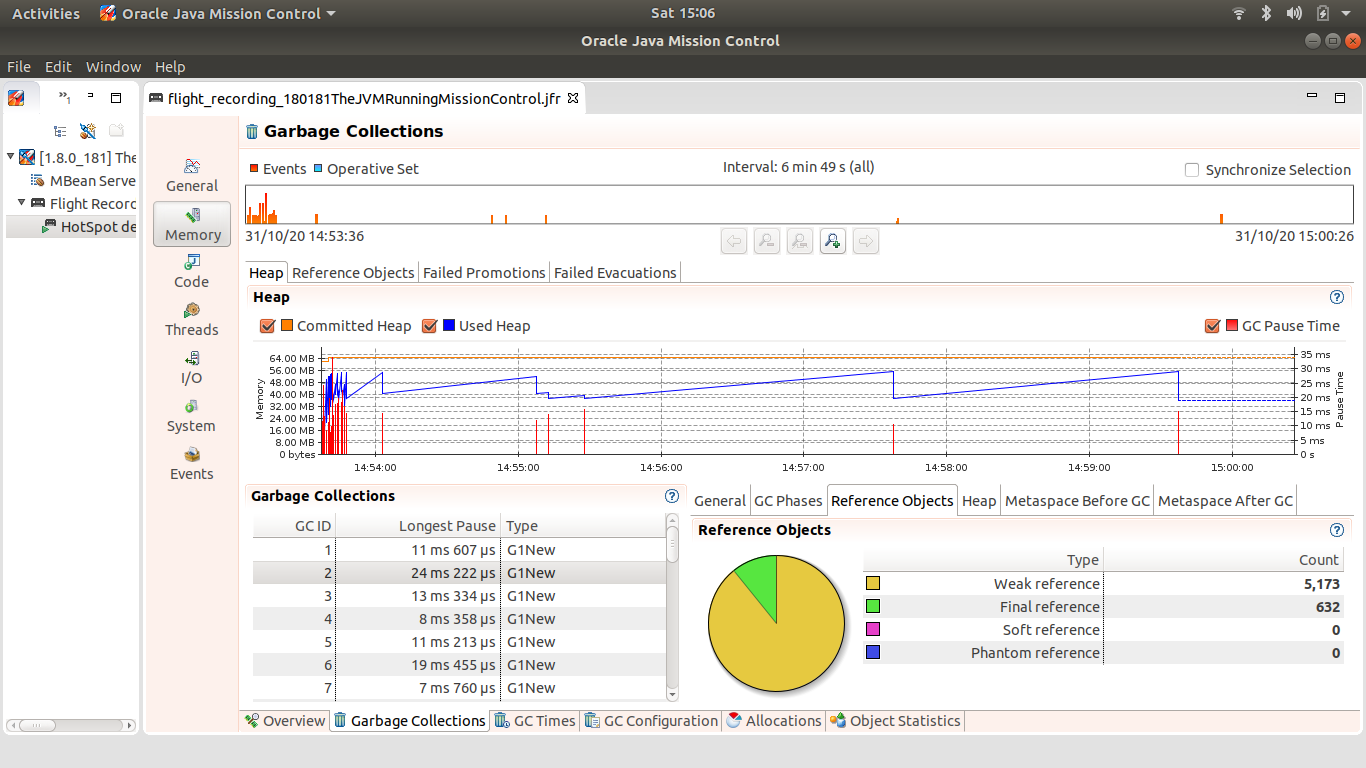 Activities Oracle Java Mission Control Sat 15:06
Oracle Java Mission Control
File Edit Window Help
»1
flight_recording_180181TheJVMRunningMissionControl.jfr
[1.8.0_181] The
MBean Serve
Flight Recorc
HotSpot de
General
Memory
Code
Threads
I/O
System
Events
Garbage Collections
Events Operative Set Interval: 6 min 49 s (all) Synchronize Selection
31/10/20 14:53:36 31/10/20 15:00:26
Heap Reference Objects Failed Promotions Failed Evacuations
Heap
Committed Heap Used Heap GC Pause Time
Memory
64.00 MB
56.00 MB
48.00 MB
40.00 MB
32.00 MB
24.00 MB
16.00 MB
8.00 MB
0 bytes
35 ms
30 ms
25 ms
20 ms
15 ms
10 ms
5 ms
0 s
Pause Time
14:54:00 14:55:00 14:56:00 14:57:00 14:58:00 14:59:00 15:00:00
Garbage Collections
GC ID Longest Pause Type
1 11 ms 607 µs G1New
2 24 ms 222 µs G1New
3 13 ms 334 µs G1New
4 8 ms 358 µs G1New
5 11 ms 213 µs G1New
6 19 ms 455 µs G1New
7 7 ms 760 µs G1New
General GC Phases Reference Objects Heap Metaspace Before GC Metaspace After GC
Reference Objects
Type Count
Weak reference 5,173
Final reference 632
Soft reference 0
Phantom reference 0
Overview Garbage Collections GC Times GC Configuration Allocations Object Statistics